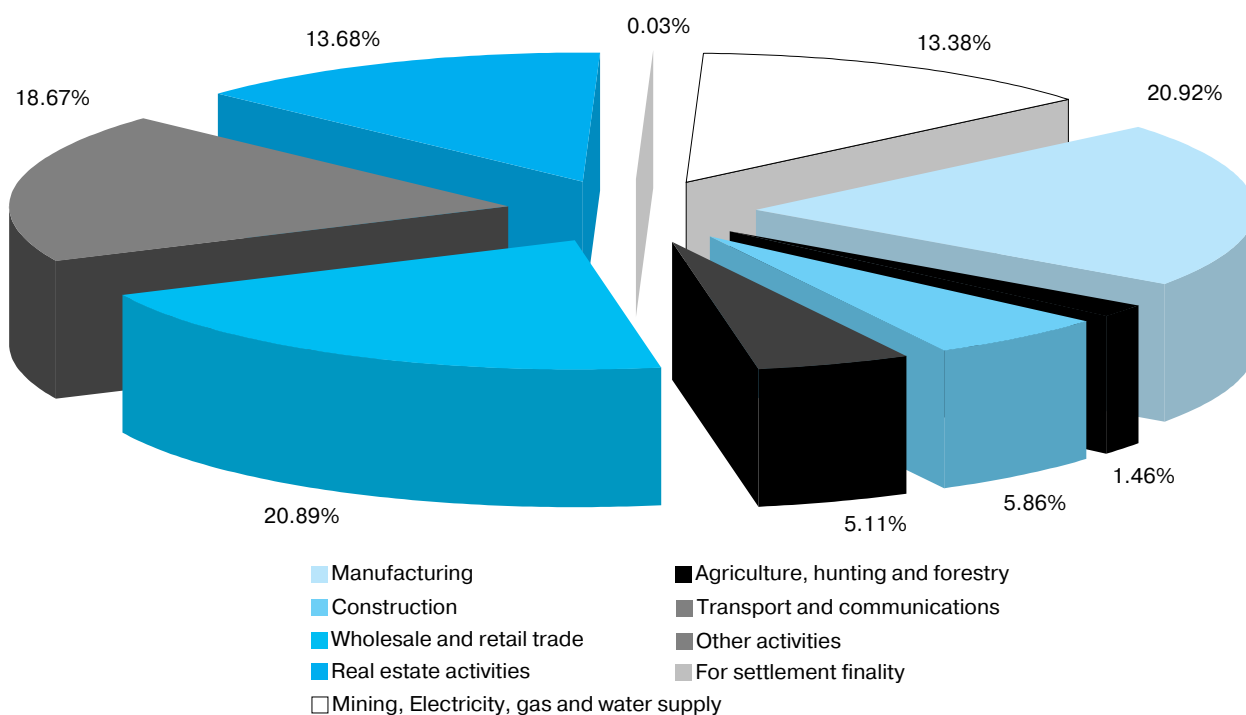 0.03%
13.68%
13.38%
18.67%
20.92%
1.46%
5.86%
20.89%
5.11%
Manufacturing
Agriculture, hunting and forestry
Construction
Transport and communications
Wholesale and retail trade
Other activities
Real estate activities
For settlement finality
Mining, Electricity, gas and water supply